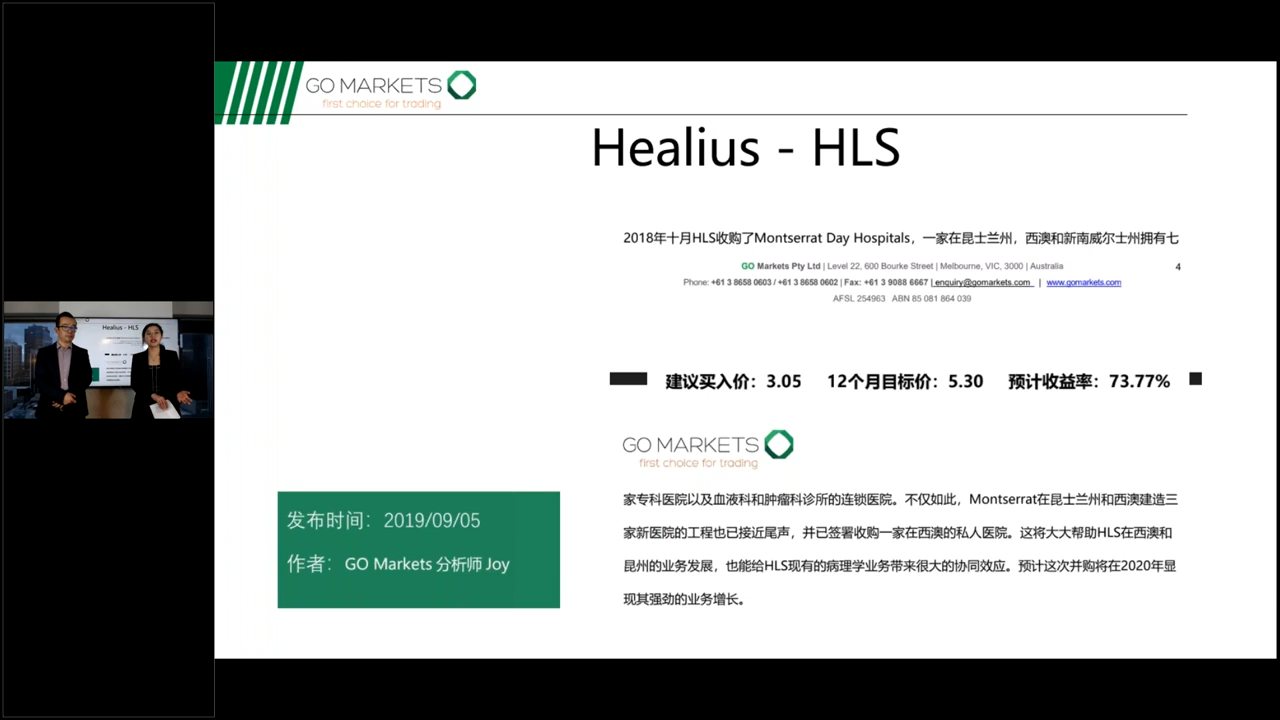 GO MARKETS
first choice for trading
Healius - HLS
2018年十月HLS收购了Montserrat Day Hospitals，一家在昆士兰州，西澳和新南威尔士州拥有七
GO Markets Pty Ltd | Level 22, 600 Bourke Street | Melbourne, VIC, 3000 | Australia
4
Phone: +61 3 8658 0603 / +61 3 8658 0602 | Fax: +61 3 9088 6667 | enquiry@gomarkets.com | www.gomarkets.com
AFSL 254963 ABN 85 081 864 039
建议买入价：3.05 12个月目标价：5.30 预计收益率：73.77%
GO MARKETS
first choice for trading
家专科医院以及血液科和肿瘤科诊所的连锁医院。不仅如此，Montserrat在昆士兰州和西澳建造三
家新医院的工程也已接近尾声，并已签署收购一家在西澳的私人医院。这将大大帮助HLS在西澳和
昆州的业务发展，也能给HLS现有的病理学业务带来很大的协同效应。预计这次并购将在2020年显
现其强劲的业务增长。
发布时间：2019/09/05
作者：GO Markets 分析师 Joy
Healius - HLS